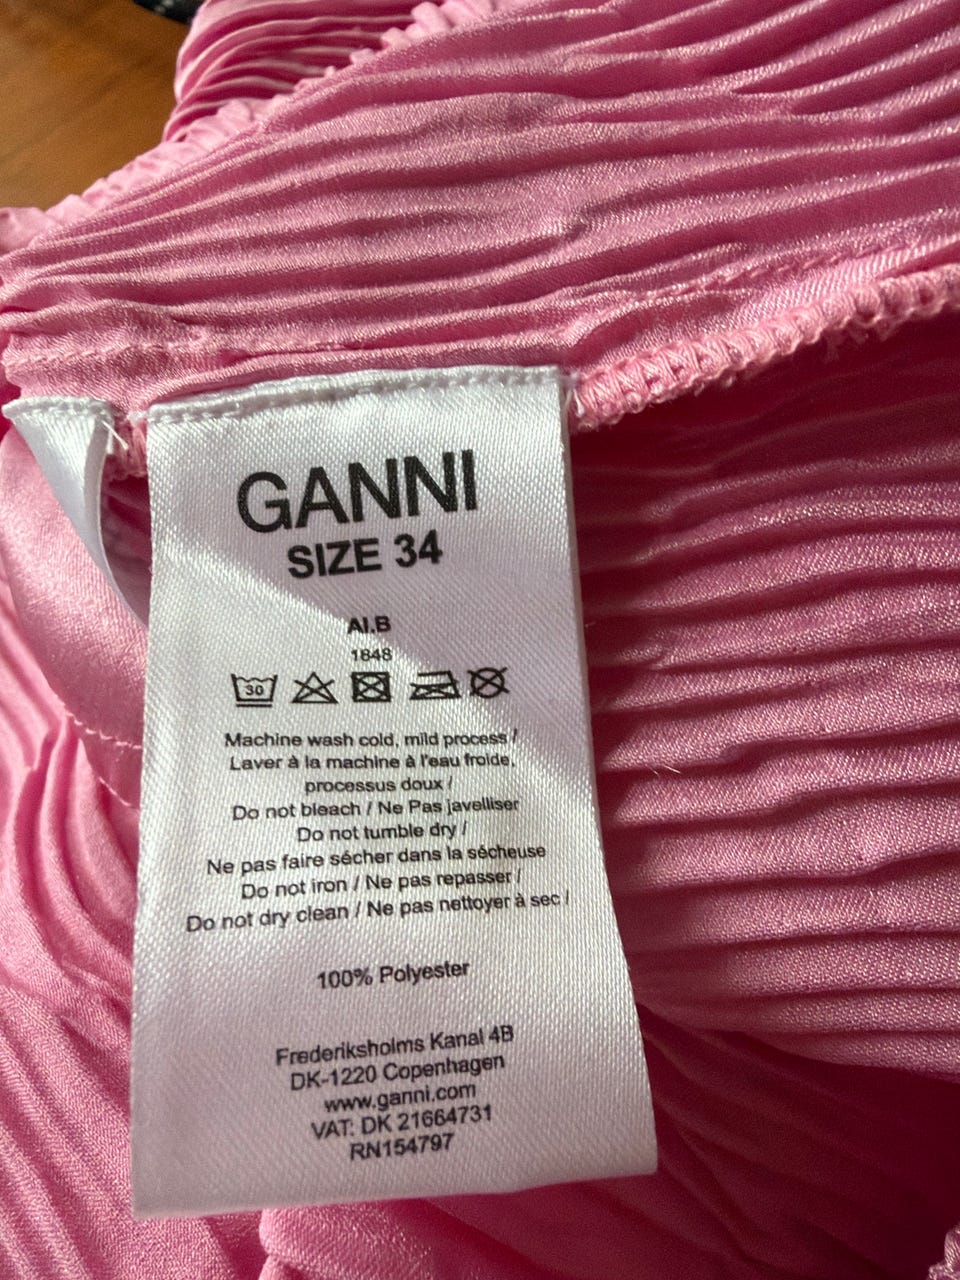 GANNI
SIZE 34
AI.B
1848
30
Machine wash cold, mild process /
Laver à la machine à l'eau froide,
processus doux /
Do not bleach / Ne Pas javelliser
Do not tumble dry /
Ne pas faire sécher dans la sécheuse
Do not iron / Ne pas repasser /
Do not dry clean / Ne pas nettoyer à sec /
100% Polyester
Frederiksholms Kanal 4B
DK-1220 Copenhagen
www.ganni.com
VAT: DK 21664731
RN154797